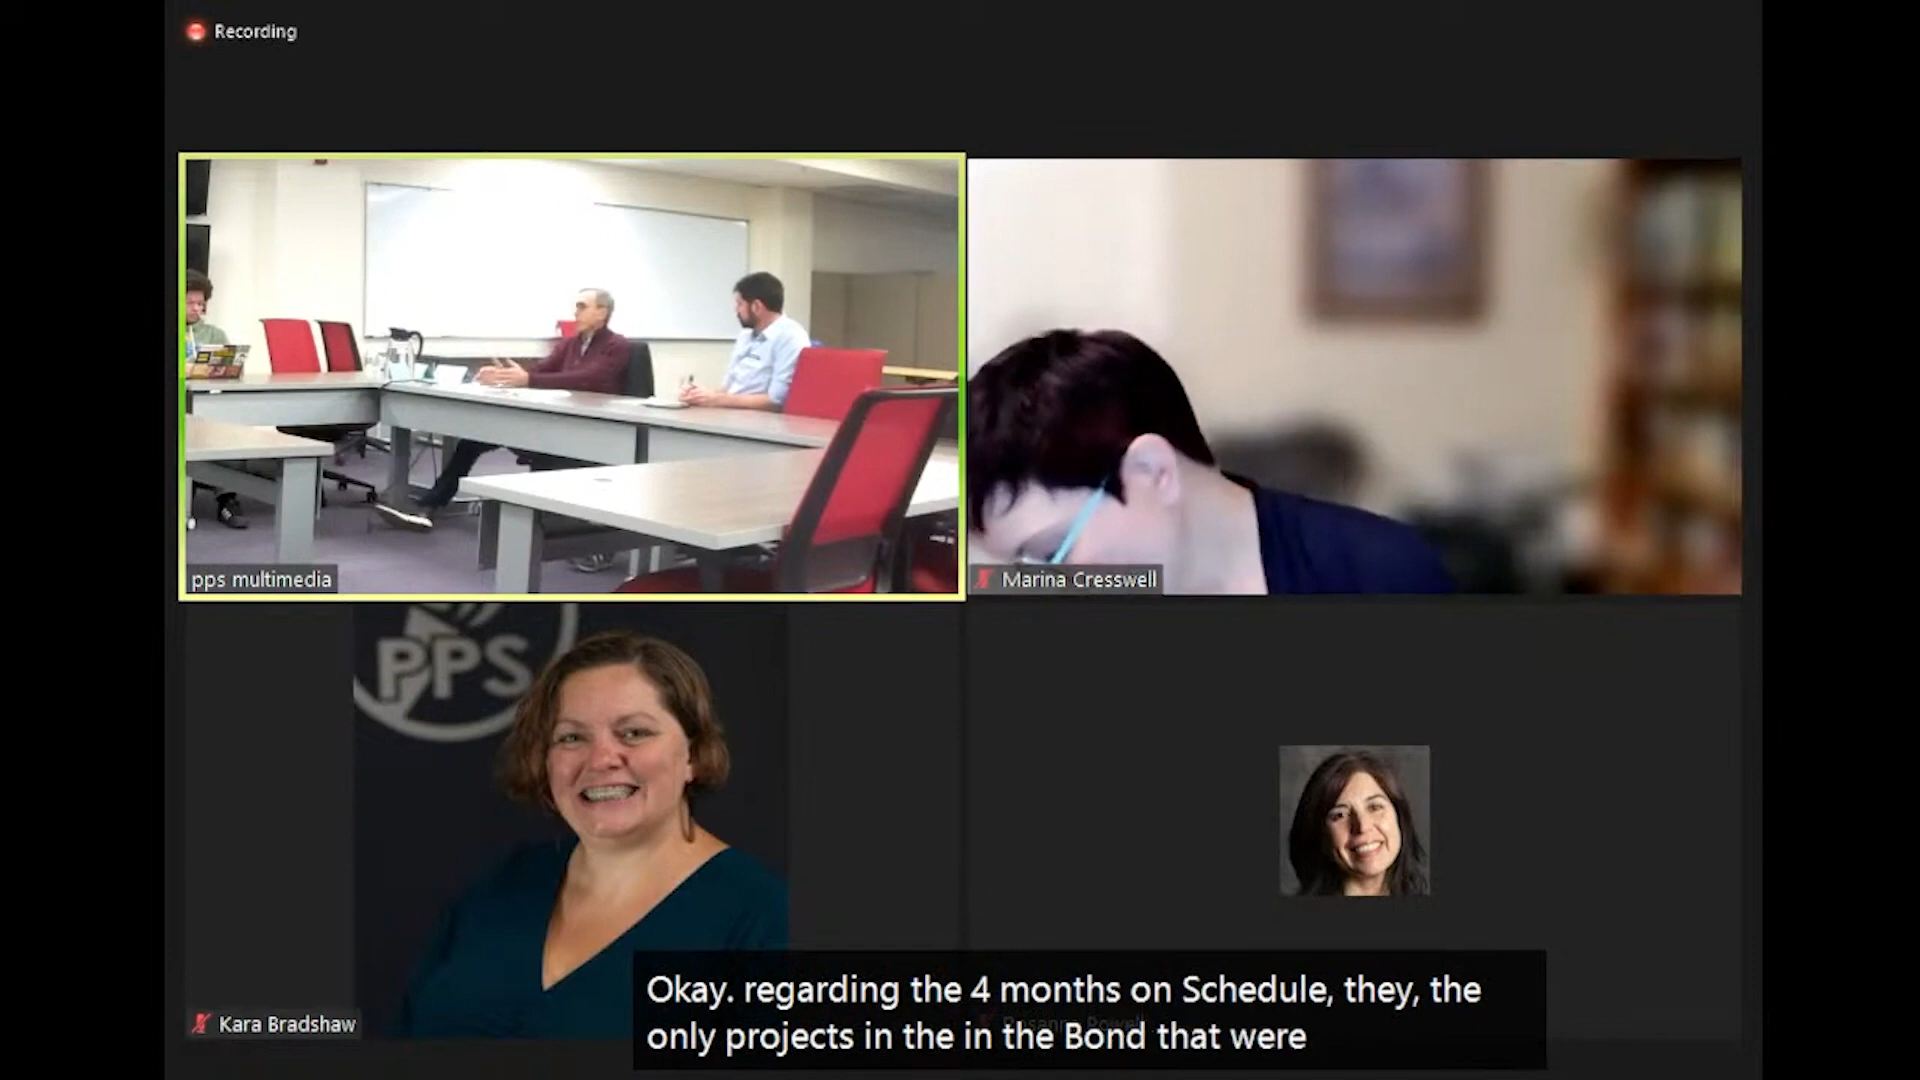 Recording
pps multimedia
Marina Cresswell
PPS
Kara Bradshaw
Okay. regarding the 4 months on Schedule, they, the
only projects in the in the Bond that were